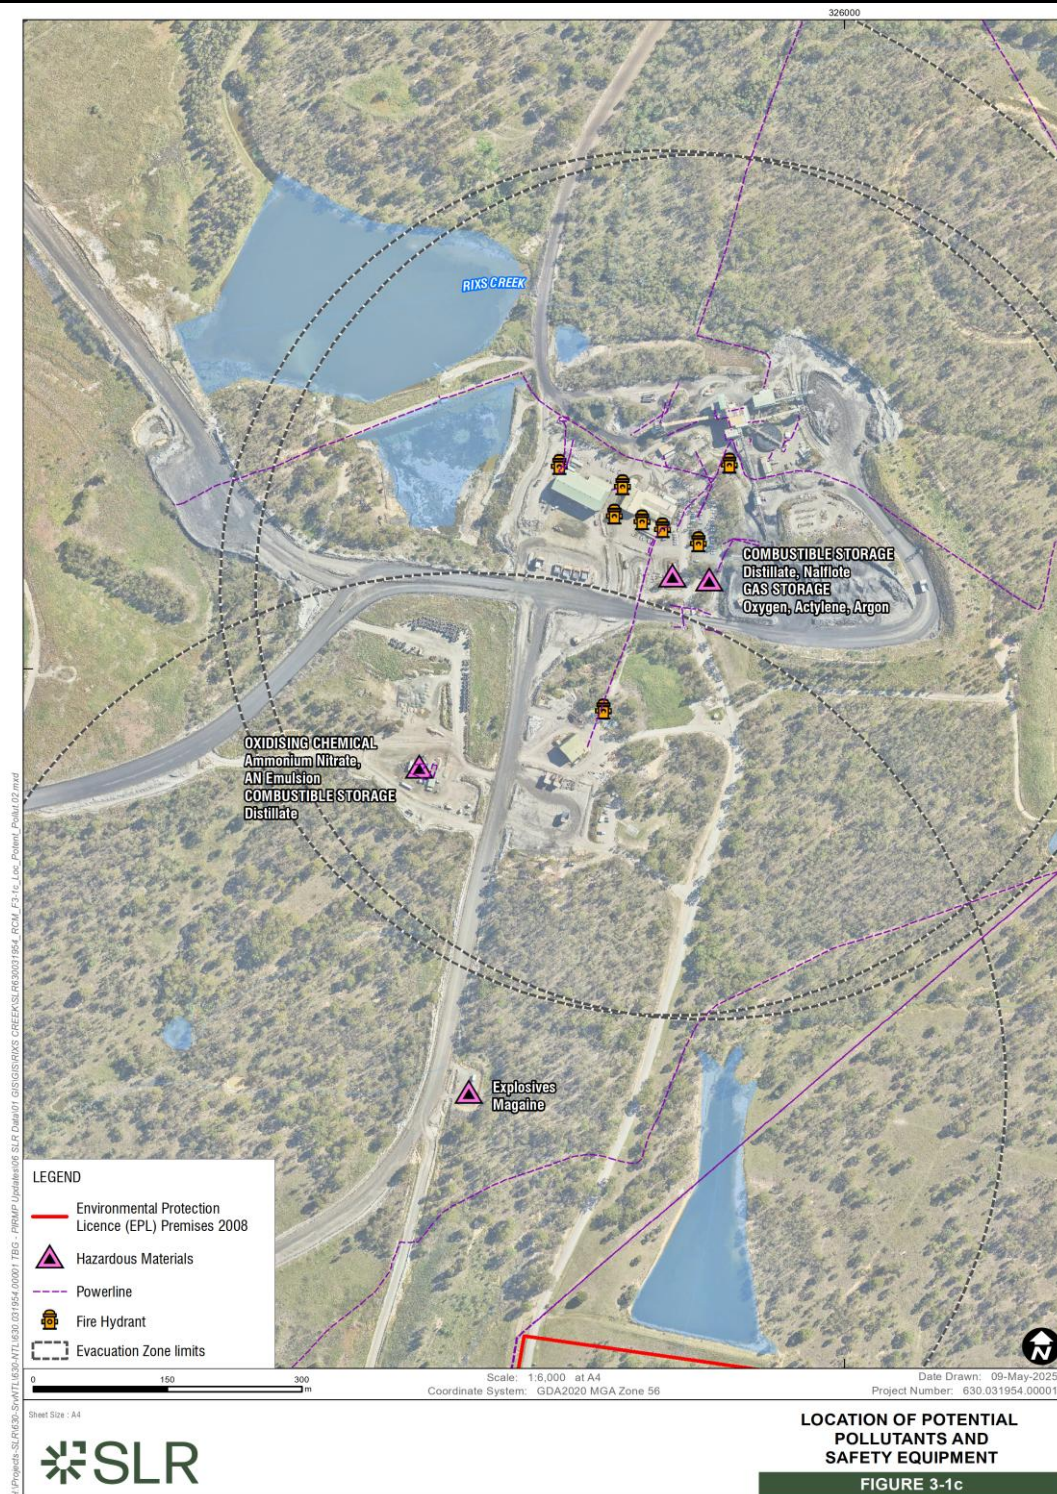 326000
RIXS CREEK
COMBUSTIBLE STORAGE
Distillate, Nalflote
GAS STORAGE
Oxygen, Actylene, Argon
OXIDISING CHEMICAL
Ammonium Nitrate,
AN Emulsion
COMBUSTIBLE STORAGE
Distillate
Explosives
Magaine
LEGEND
Environmental Protection
Licence (EPL) Premises 2008
Hazardous Materials
Powerline
Fire Hydrant
Evacuation Zone limits
N
0 150 300
m
Scale: 1:6,000 at A4
Coordinate System: GDA2020 MGA Zone 56
Date Drawn: 09-May-2025
Project Number: 630.031954.00001
Sheet Size : A4
SLR
LOCATION OF POTENTIAL
POLLUTANTS AND
SAFETY EQUIPMENT
FIGURE 3-1c